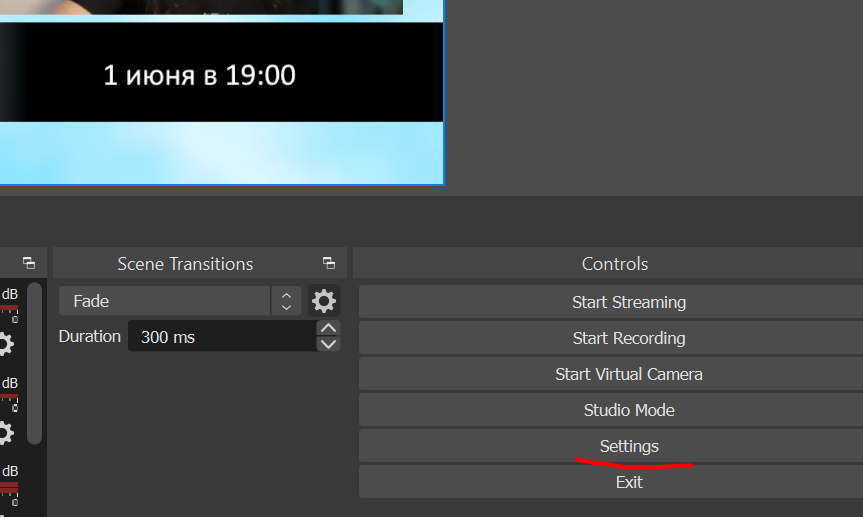 1 июня в 19:00
Scene Transitions
Controls
dB
Fade
Start Streaming
0
Duration
300 ms
Start Recording
Start Virtual Camera
dB
0
Studio Mode
Settings
dB
Exit
0